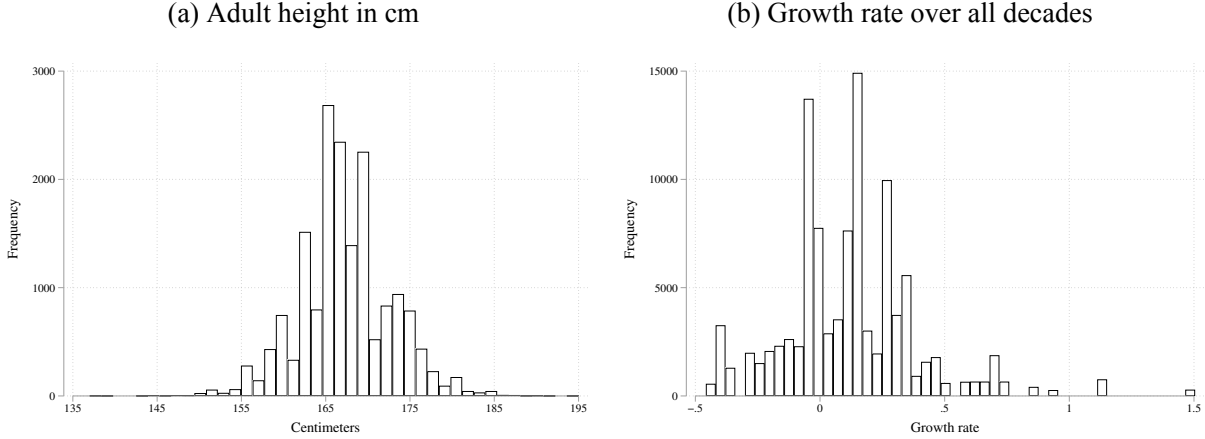 (a) Adult height in cm
3000
2000
1000
0
Frequency
135 145 155 165 175 185 195
Centimeters
(b) Growth rate over all decades
15000
10000
5000
0
Frequency
-.5 0 .5 1 1.5
Growth rate